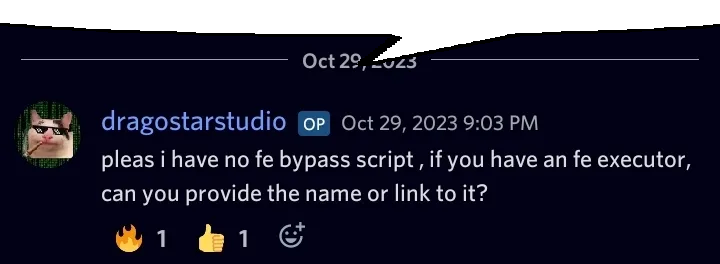 Oct 29, 2023
dragostarstudio OP Oct 29, 2023 9:03 PM
pleas i have no fe bypass script , if you have an fe executor,
can you provide the name or link to it?
1 1